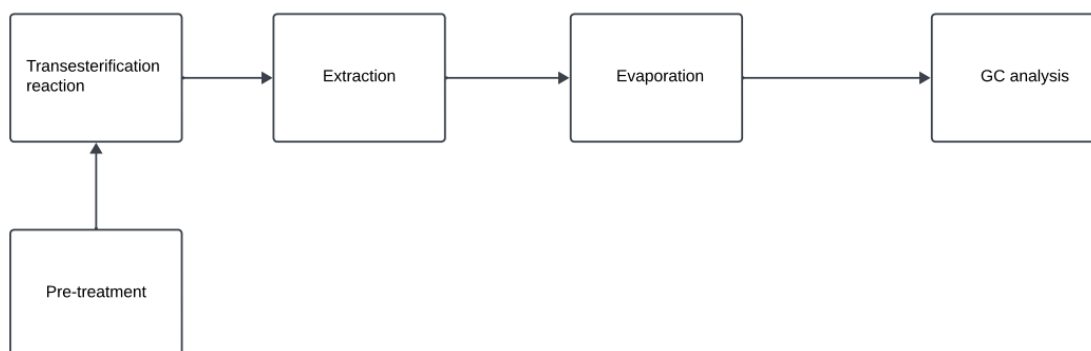 Transesterification
reaction
Extraction
Evaporation
GC analysis
Pre-treatment